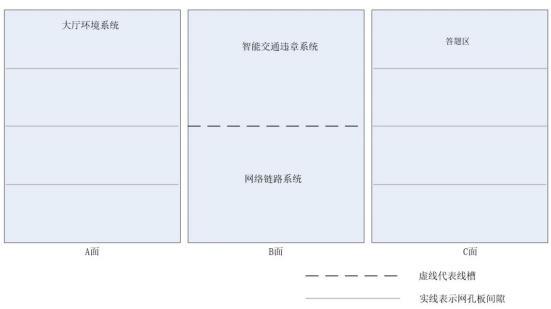 大厅环境系统
智能交通违章系统
答题区
网络链路系统
A面
B面
C面
虚线代表线槽
实线表示网孔板间隙